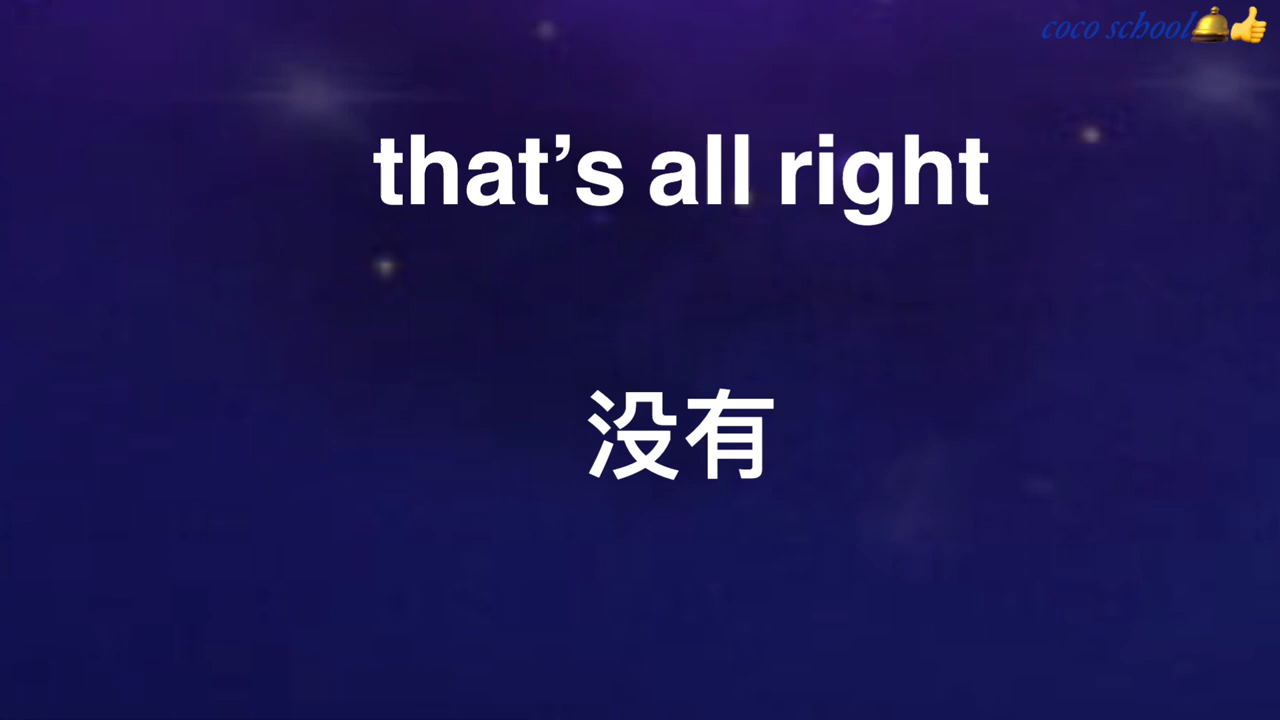 coco school🛎👍
that’s all right
没有